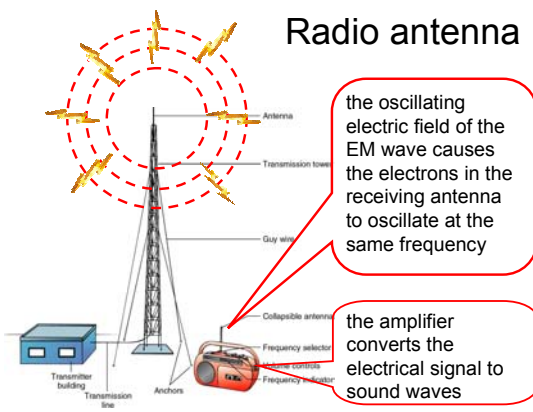 Radio antenna
the oscillating
electric field of the
EM wave causes
the electrons in the
receiving antenna
to oscillate at the
same frequency
Antenna
Transmission tower
Guy wire
Collapsible antenna
Frequency selector
Volume controls
Frequency indicator
the amplifier
converts the
electrical signal to
sound waves
Transmitter
building
Transmission
line
Anchors